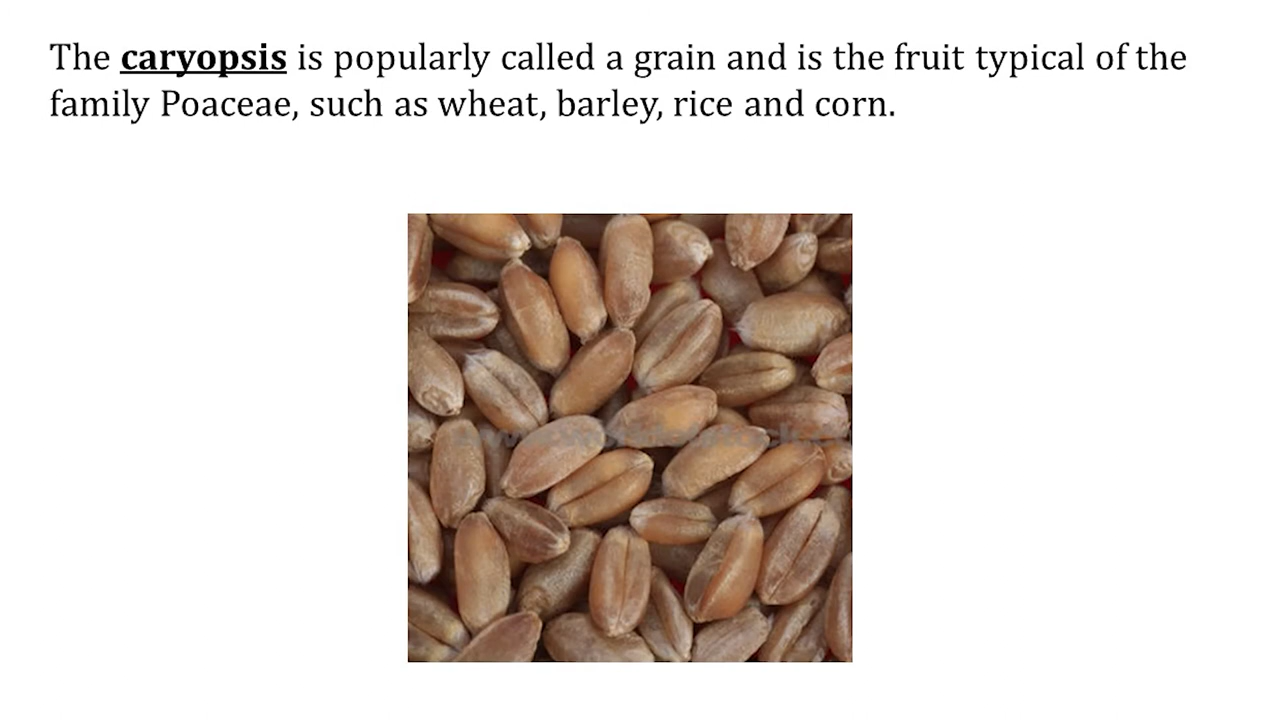 The caryopsis is popularly called a grain and is the fruit typical of the
family Poaceae, such as wheat, barley, rice and corn.